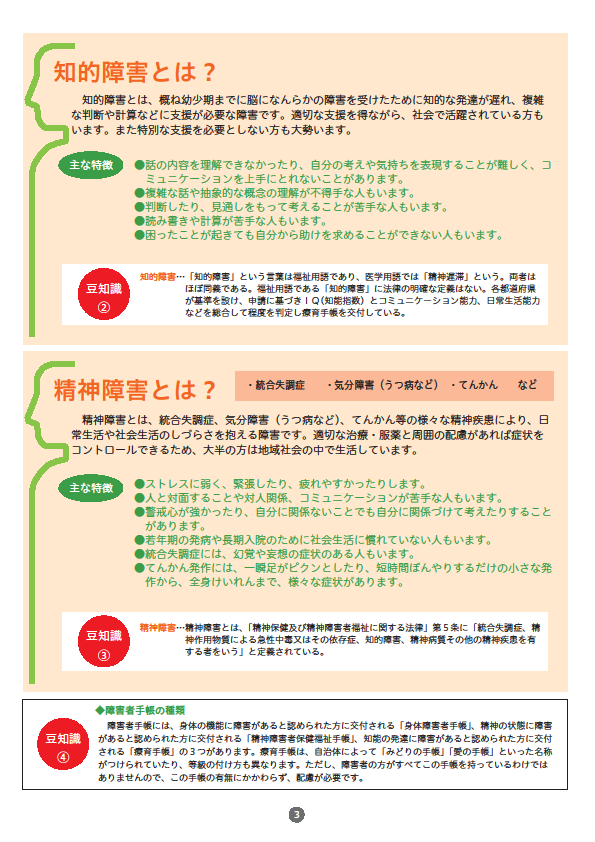 知的障害とは？
知的障害とは、概ね幼少期までに脳になんらかの障害を受けたために知的な発達が遅れ、複雑
な判断や計算などに支援が必要な障害です。適切な支援を得ながら、社会で活躍されている方も
います。また特別な支援を必要としない方も大勢います。
主な特徴
●話の内容を理解できなかったり、自分の考えや気持ちを表現することが難しく、コ
ミュニケーションを上手にとれないことがあります。
●複雑な話や抽象的な概念の理解が不得手な人もいます。
●判断したり、見通しをもって考えることが苦手な人もいます。
●読み書きや計算が苦手な人もいます。
●困ったことが起きても自分から助けを求めることができない人もいます。
豆知識
②
知的障害…「知的障害」という言葉は福祉用語であり、医学用語では「精神遅滞」という。両者は
ほぼ同義である。福祉用語である「知的障害」に法律の明確な定義はない。各都道府県
が基準を設け、申請に基づきＩＱ(知能指数）とコミュニケーション能力、日常生活能力
などを総合して程度を判定し療育手帳を交付している。
精神障害とは？
・統合失調症　・気分障害（うつ病など）　・てんかん　など
精神障害とは、統合失調症、気分障害（うつ病など）、てんかん等の様々な精神疾患により、日
常生活や社会生活のしづらさを抱える障害です。適切な治療・服薬と周囲の配慮があれば症状を
コントロールできるため、大半の方は地域社会の中で生活しています。
主な特徴
●ストレスに弱く、緊張したり、疲れやすかったりします。
●人と対面することや対人関係、コミュニケーションが苦手な人もいます。
●警戒心が強かったり、自分に関係ないことでも自分に関係づけて考えたりすること
があります。
●若年期の発病や長期入院のために社会生活に慣れていない人もいます。
●統合失調症には、幻覚や妄想の症状のある人もいます。
●てんかん発作には、一瞬足がピクンとしたり、短時間ぼんやりするだけの小さな発
作から、全身けいれんまで、様々な症状があります。
豆知識
③
精神障害…精神障害とは、「精神保健及び精神障害者福祉に関する法律」第５条に「統合失調症、精
神作用物質による急性中毒又はその依存症、知的障害、精神病質その他の精神疾患を有
する者をいう」と定義されている。
豆知識
④
◆障害者手帳の種類
障害者手帳には、身体の機能に障害があると認められた方に交付される「身体障害者手帳」、精神の状態に障害
があると認められた方に交付される「精神障害者保健福祉手帳」、知能の発達に障害があると認められた方に交付
される「療育手帳」の３つがあります。療育手帳は、自治体によって「みどりの手帳」「愛の手帳」といった名称
がつけられていたり、等級の付け方も異なります。ただし、障害者の方がすべてこの手帳を持っているわけでは
ありませんので、この手帳の有無にかかわらず、配慮が必要です。
3